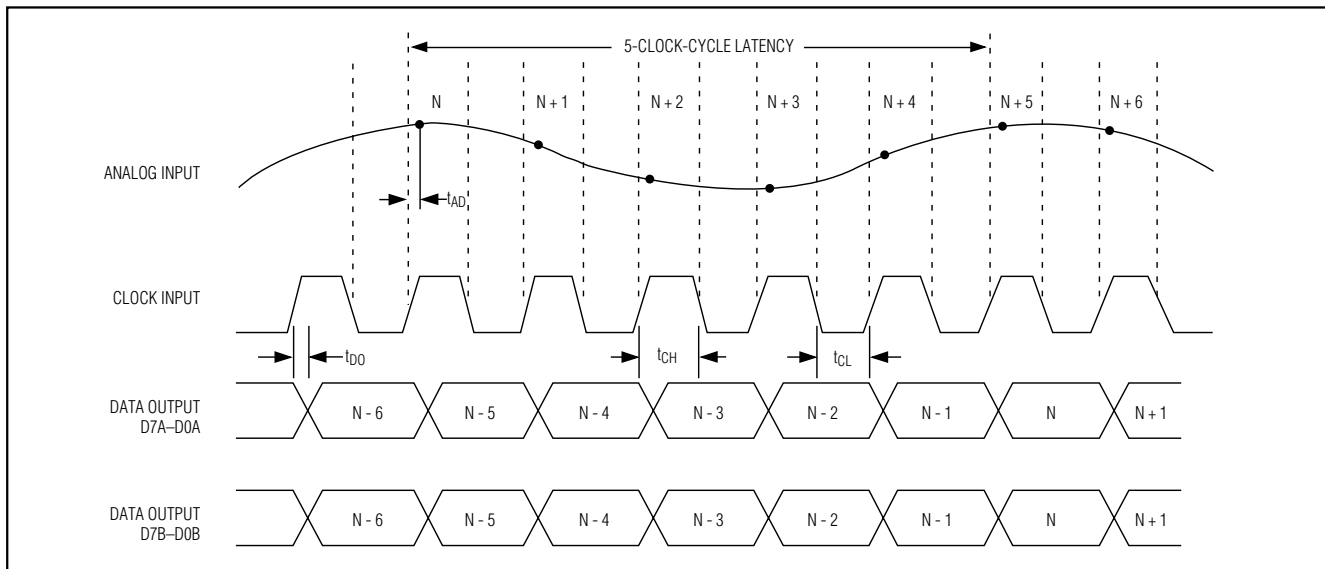 5-CLOCK-CYCLE LATENCY
N N + 1 N + 2 N + 3 N + 4 N + 5 N + 6
ANALOG INPUT
tAD
CLOCK INPUT
tDO tCH tCL
DATA OUTPUT
D7A–D0A
N - 6 N - 5 N - 4 N - 3 N - 2 N - 1 N N + 1
DATA OUTPUT
D7B–D0B
N - 6 N - 5 N - 4 N - 3 N - 2 N - 1 N N + 1